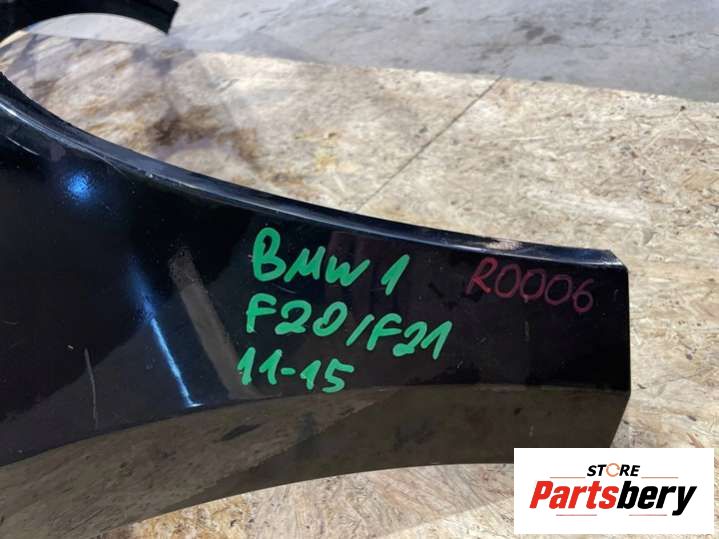 BMW 1
R0006
F20/F21
11-15
STORE
Partsbery